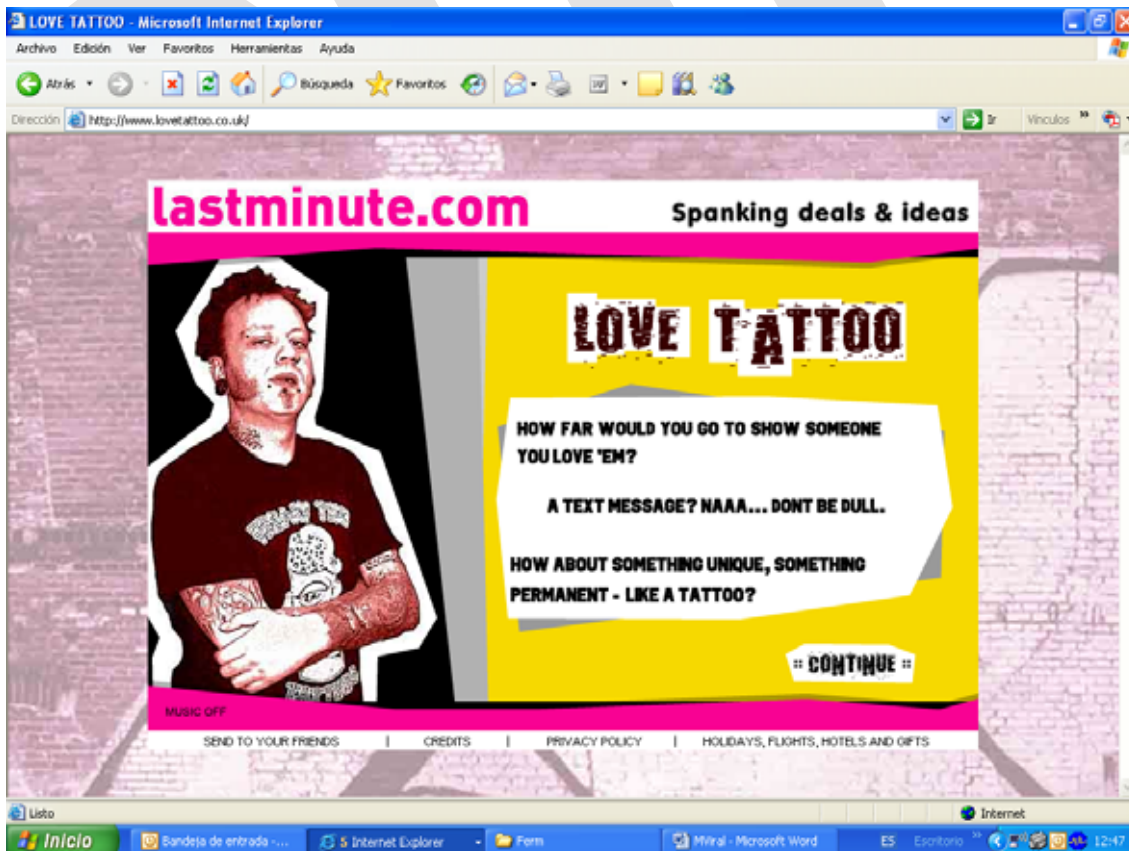 LOVE TATTOO - Microsoft Internet Explorer
Archivo Edición Ver Favoritos Herramientas Ayuda
Atrás Búsqueda Favoritos
Dirección http://www.lovetattoo.co.uk/ Ir Vínculos »
lastminute.com
Spanking deals & ideas
LOVE TATTOO
HOW FAR WOULD YOU GO TO SHOW SOMEONE
YOU LOVE 'EM?
A TEXT MESSAGE? NAAA... DONT BE DULL.
HOW ABOUT SOMETHING UNIQUE, SOMETHING
PERMANENT - LIKE A TATTOO?
:: CONTINUE ::
MUSIC OFF
SEND TO YOUR FRIENDS | CREDITS | PRIVACY POLICY | HOLIDAYS, FLIGHTS, HOTELS AND GIFTS
Listo Internet
Inicio Bandeja de entrada -... 5 Internet Explorer Ferm MViral - Microsoft Word ES Escritorio » 12:47